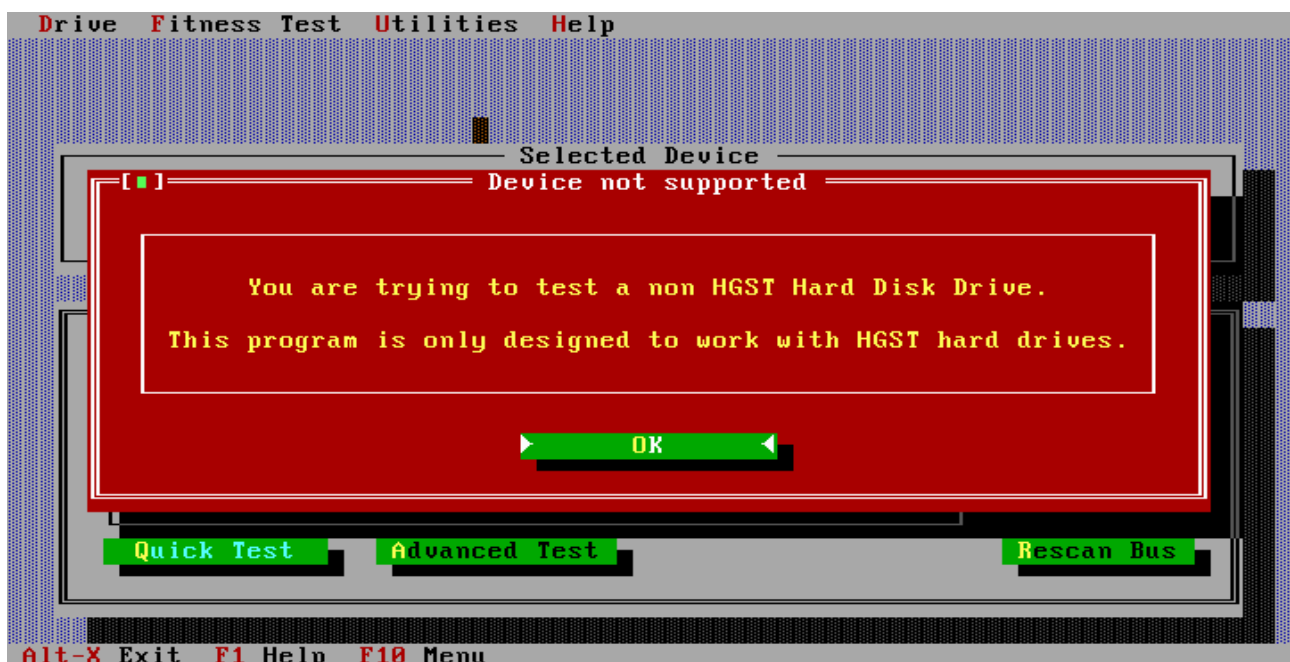 Drive Fitness Test Utilities Help
Selected Device
Device not supported
You are trying to test a non HGST Hard Disk Drive.
This program is only designed to work with HGST hard drives.
OK
Quick Test Advanced Test Rescan Bus
Alt-X Exit F1 Help F10 Menu